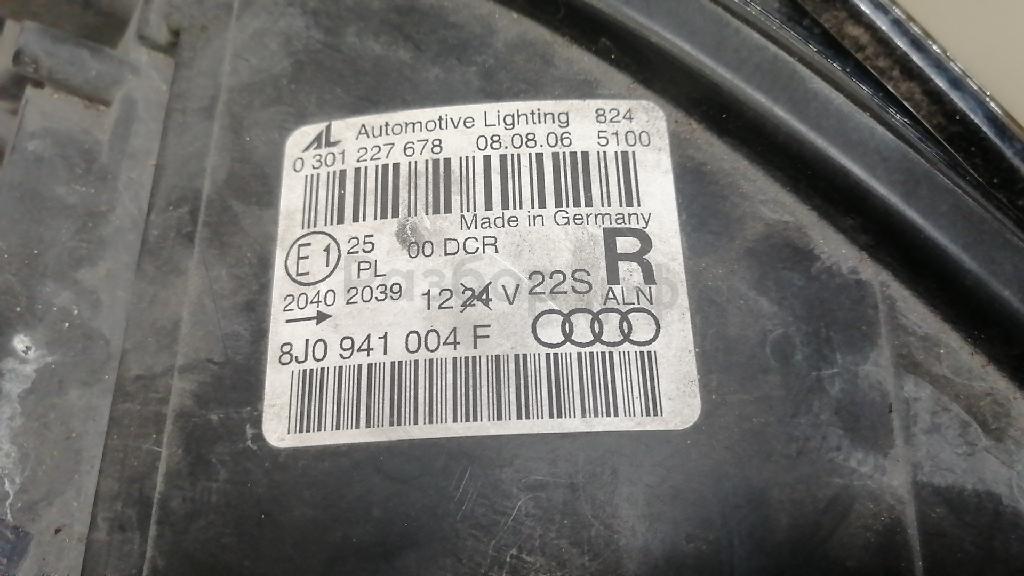 AL Automotive Lighting 824
0 301 227 678 08.08.06 5100
Made in Germany
E1 25 00 DCR R
PL
2040 2039 12 24 V 22S ALN
8J0 941 004 F